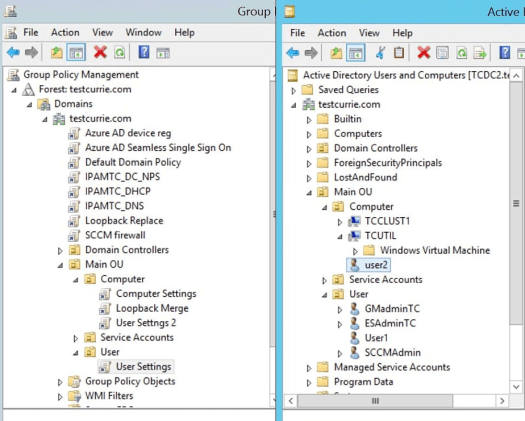 Group P
File Action View Window Help
Group Policy Management
Forest: testcurrie.com
Domains
testcurrie.com
Azure AD device reg
Azure AD Seamless Single Sign On
Default Domain Policy
IPAMTC_DC_NPS
IPAMTC_DHCP
IPAMTC_DNS
Loopback Replace
SCCM firewall
Domain Controllers
Main OU
Computer
Computer Settings
Loopback Merge
User Settngs 2
Service Accounts
User
User Settings
Group Policy Objects
WMI Filters
Active
File Action View Help
Active Directory Users and Computers [TCDC2.te
Saved Queries
testcurrie.com
Builtin
Computers
Domain Controllers
ForeignSecurityPrincipals
LostAndFound
Main OU
Computer
TCCLUST1
TCUTIL
Windows Virtual Machine
user2
Service Accounts
User
GMadminTC
ESAdminTC
User1
SCCMAdmin
Managed Service Accounts
Program Data